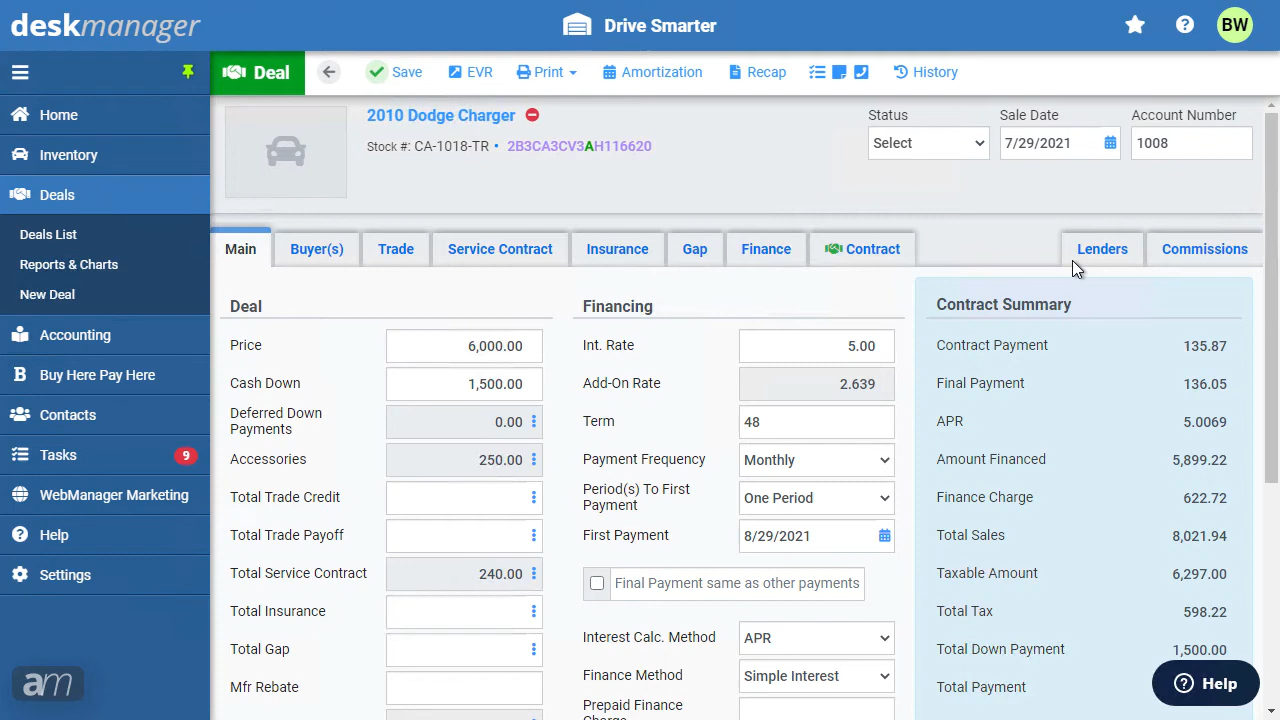 deskmanager
Drive Smarter
BW
Deal
Save
EVR
Print
Amortization
Recap
History
Home
Inventory
Deals
Deals List
Reports & Charts
New Deal
Accounting
Buy Here Pay Here
Contacts
Tasks
9
WebManager Marketing
Help
Settings
am
2010 Dodge Charger
Stock #: CA-1018-TR • 2B3CA3CV3AH116620
Status
Select
Sale Date
7/29/2021
Account Number
1008
Main
Buyer(s)
Trade
Service Contract
Insurance
Gap
Finance
Contract
Lenders
Commissions
Deal
Price 6,000.00
Cash Down 1,500.00
Deferred Down
Payments 0.00
Accessories 250.00
Total Trade Credit
Total Trade Payoff
Total Service Contract 240.00
Total Insurance
Total Gap
Mfr Rebate
Financing
Int. Rate 5.00
Add-On Rate 2.639
Term 48
Payment Frequency Monthly
Period(s) To First
Payment One Period
First Payment 8/29/2021
Final Payment same as other payments
Interest Calc. Method APR
Finance Method Simple Interest
Prepaid Finance
Charge
Contract Summary
Contract Payment 135.87
Final Payment 136.05
APR 5.0069
Amount Financed 5,899.22
Finance Charge 622.72
Total Sales 8,021.94
Taxable Amount 6,297.00
Total Tax 598.22
Total Down Payment 1,500.00
Total Payment
Help